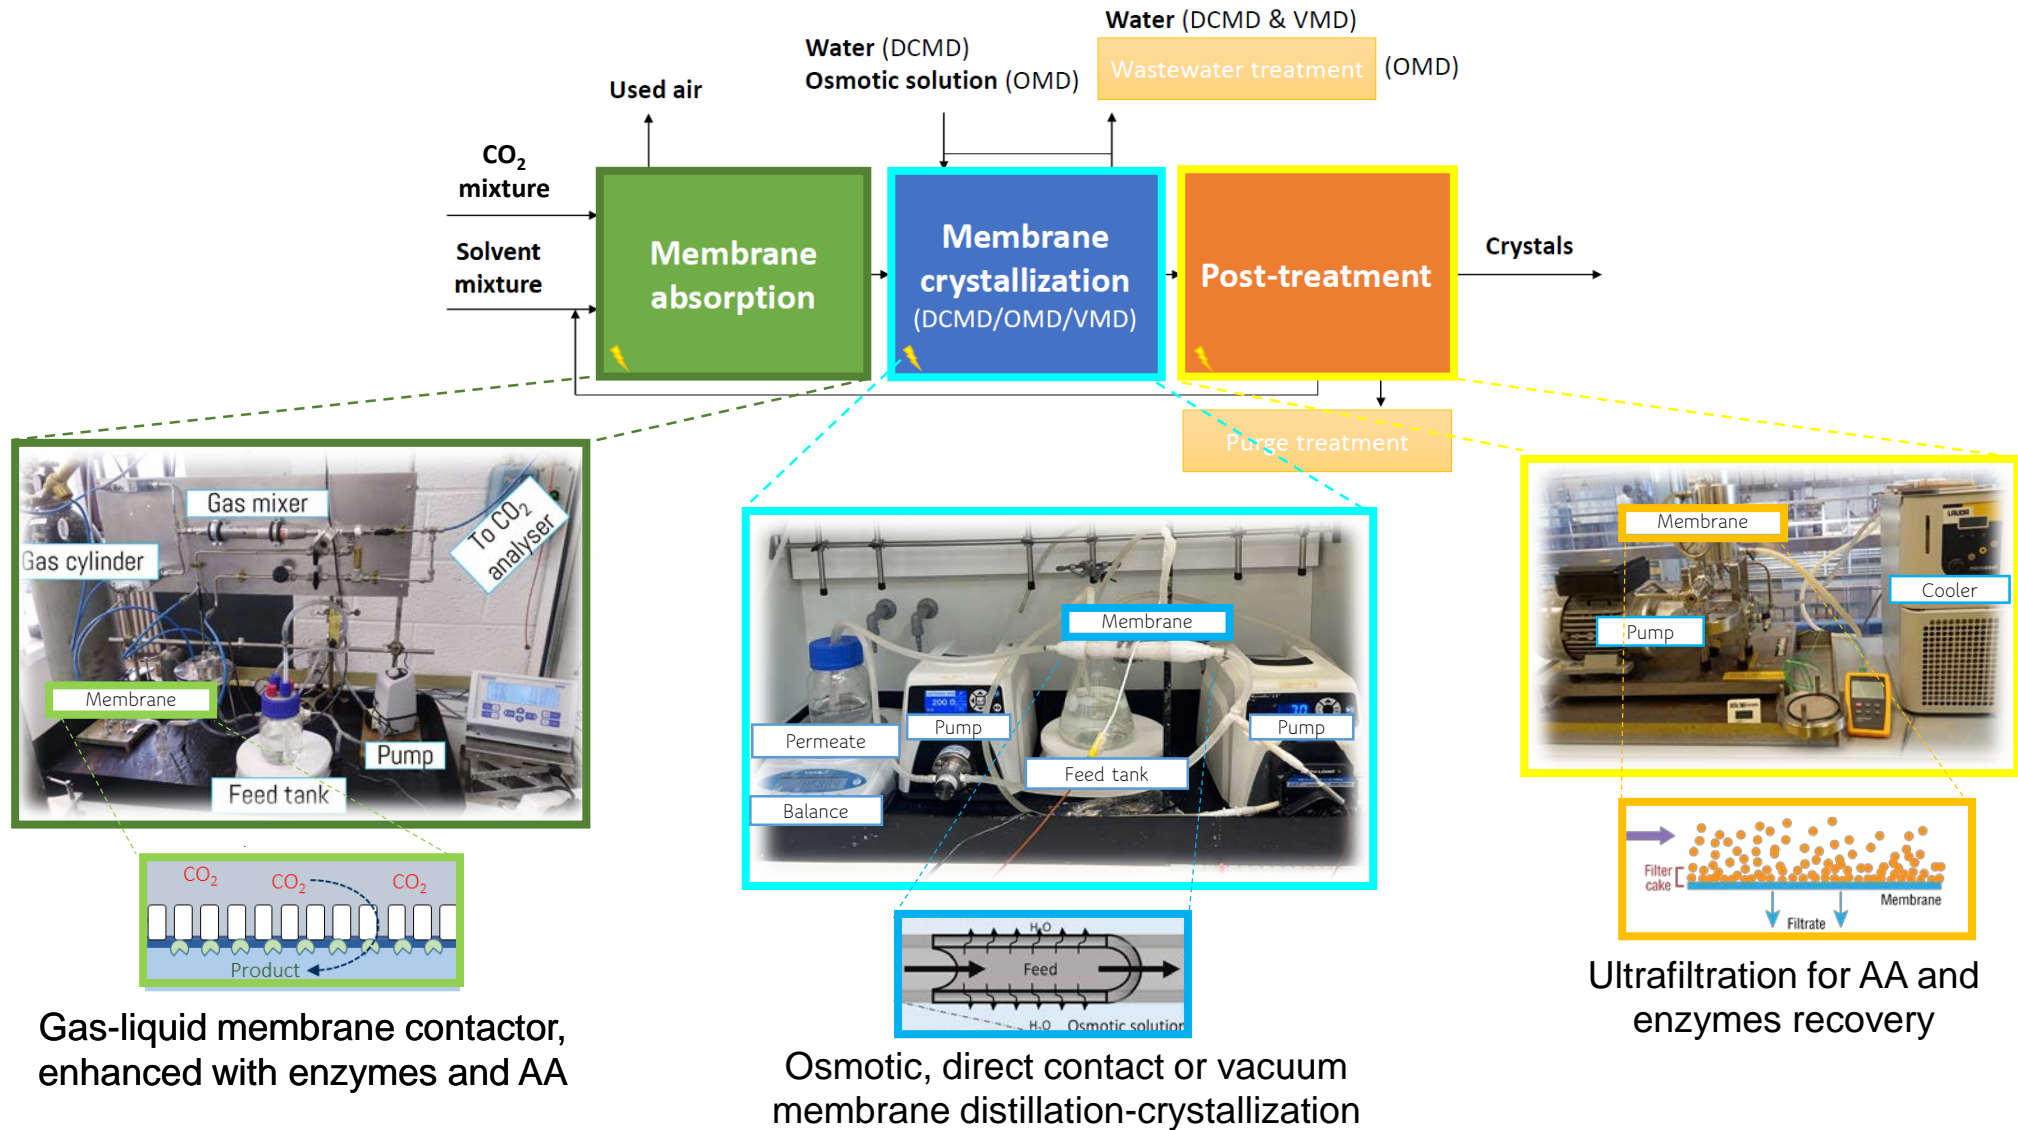 Water (DCMD & VMD)
Water (DCMD)
Osmotic solution (OMD)
Wastewater treatment (OMD)
Used air
CO2
mixture
Solvent
mixture
Membrane
absorption
Membrane
crystallization
(DCMD/OMD/VMD)
Post-treatment
Crystals
Purge treatment
Gas mixer
To CO2
analyser
Gas cylinder
Membrane
Pump
Feed tank
Membrane
Pump
Pump
Permeate
Feed tank
Balance
200.0
Membrane
LAUDA
Cooler
Pump
CO2
CO2
CO2
Product
H2O
Feed
H2O
Osmotic solution
Filter
cake
Membrane
Filtrate
Gas-liquid membrane contactor,
enhanced with enzymes and AA
Osmotic, direct contact or vacuum
membrane distillation-crystallization
Ultrafiltration for AA and
enzymes recovery